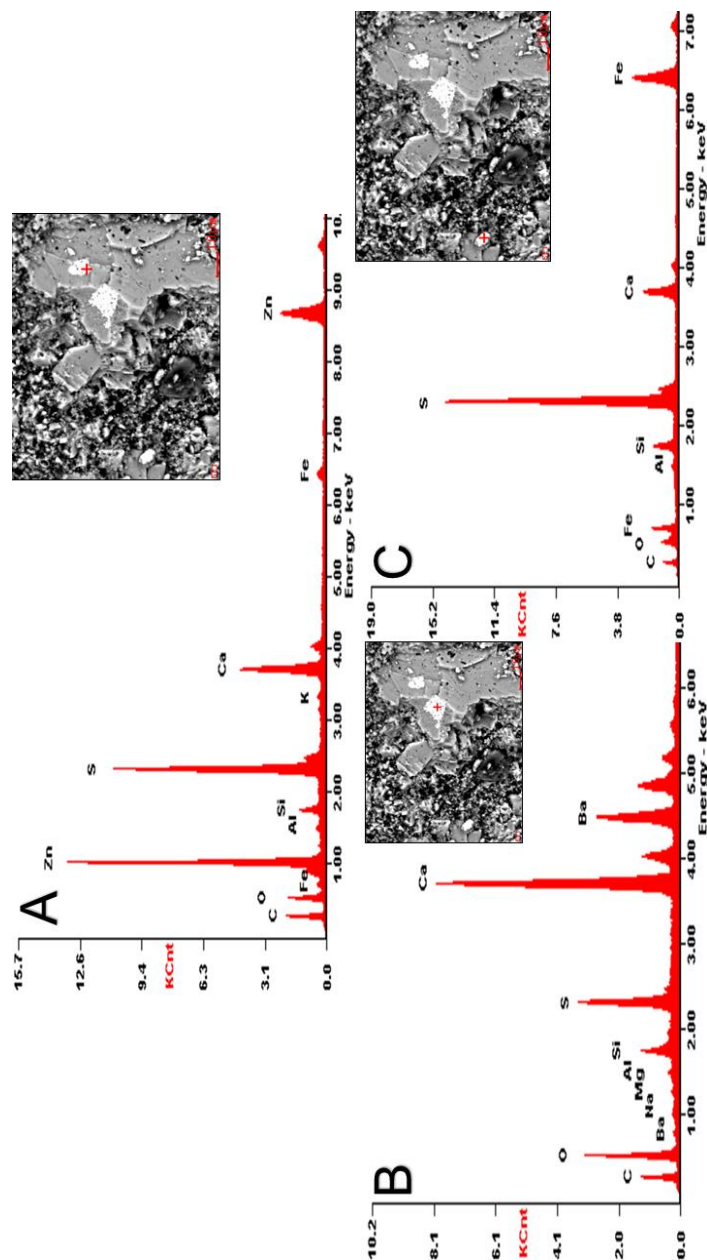 A
15.7
12.6
9.4
6.3
3.1
0.0
KCnt
C
O
Fe
Zn
Al
Si
S
K
Ca
Fe
Zn
1.00
2.00
3.00
4.00
5.00
6.00
7.00
8.00
9.00
10.
Energy - keV
B
10.2
8.1
6.1
4.1
2.0
0.0
KCnt
C
O
Ba
Na
Mg
Al
Si
S
Ca
Ba
1.00
2.00
3.00
4.00
5.00
6.00
Energy - keV
C
19.0
15.2
11.4
7.6
3.8
0.0
KCnt
C
O
Fe
Al
Si
S
Ca
Fe
1.00
2.00
3.00
4.00
5.00
6.00
7.00
Energy - keV